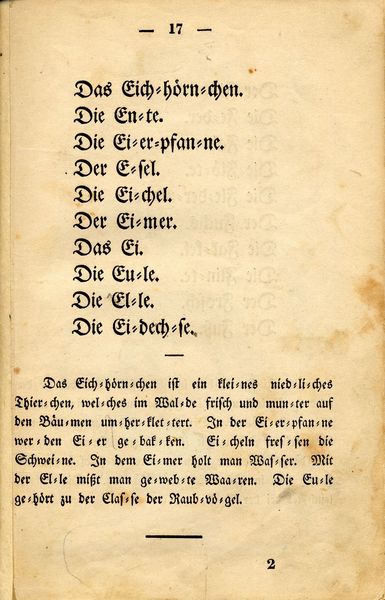 — 17 —
Das Eich⸗hörn⸗chen.
Die En⸗te.
Die Ei⸗er⸗pfan⸗ne.
Der E⸗sel.
Die Ei⸗chel.
Der Ei⸗mer.
Das Ei.
Die Eu⸗le.
Die El⸗le.
Die Ei⸗dech⸗se.
Das Eich⸗hörn⸗chen ist ein klei⸗nes nied⸗li⸗ches
Thier⸗chen, wel⸗ches im Wal⸗de frisch und mun⸗ter auf
den Bäu⸗men um⸗her⸗klet⸗tert. In der Ei⸗er⸗pfan⸗ne
wer⸗den Ei⸗er ge⸗bak⸗ken. Ei⸗cheln fres⸗sen die
Schwei⸗ne. In dem Ei⸗mer holt man Was⸗ser. Mit
der El⸗le mißt man ge⸗web⸗te Waa⸗ren. Die Eu⸗le
ge⸗hört zu der Clas⸗se der Raub⸗vö⸗gel.
2